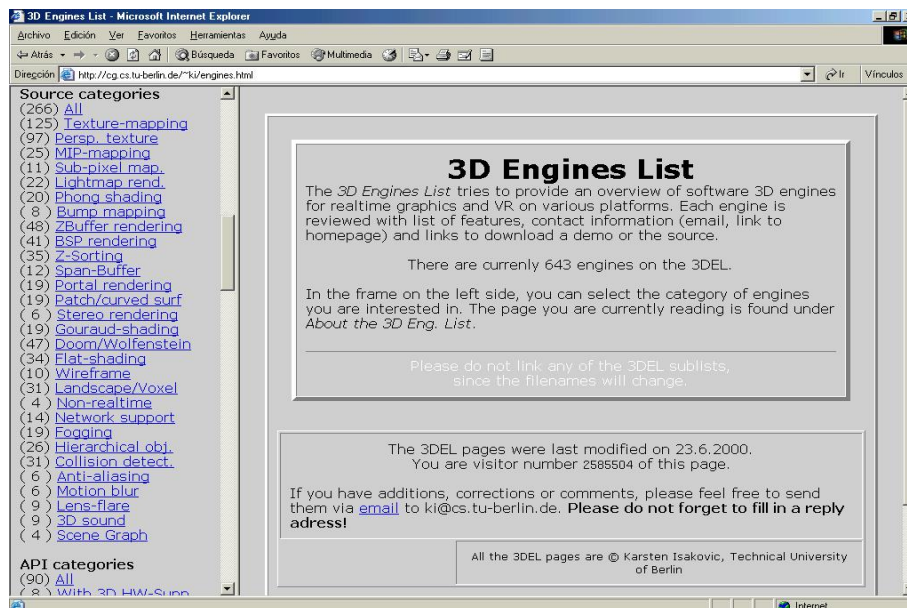 3D Engines List - Microsoft Internet Explorer
Archivo Edición Ver Favoritos Herramientas Ayuda
Atrás Búsqueda Favoritos Multimedia
Dirección http://cg.cs.tu-berlin.de/~ki/engines.html Ir Vínculos
Source categories
(266) All
(125) Texture-mapping
(97) Persp. texture
(25) MIP-mapping
(11) Sub-pixel map.
(22) Lightmap rend.
(20) Phong shading
( 8 ) Bump mapping
(48) ZBuffer rendering
(41) BSP rendering
(35) Z-Sorting
(12) Span-Buffer
(19) Portal rendering
(19) Patch/curved surf
( 6 ) Stereo rendering
(19) Gouraud-shading
(47) Doom/Wolfenstein
(34) Flat-shading
(10) Wireframe
(31) Landscape/Voxel
( 4 ) Non-realtime
(14) Network support
(19) Fogging
(26) Hierarchical obj.
(31) Collision detect.
( 6 ) Anti-aliasing
( 6 ) Motion blur
( 9 ) Lens-flare
( 9 ) 3D sound
( 4 ) Scene Graph
API categories
(90) All
( 8 ) With 3D HW-Supp
3D Engines List
The 3D Engines List tries to provide an overview of software 3D engines
for realtime graphics and VR on various platforms. Each engine is
reviewed with list of features, contact information (email, link to
homepage) and links to download a demo or the source.
There are currenly 643 engines on the 3DEL.
In the frame on the left side, you can select the category of engines
you are interested in. The page you are currently reading is found under
About the 3D Eng. List.
Please do not link any of the 3DEL sublists,
since the filenames will change.
The 3DEL pages were last modified on 23.6.2000.
You are visitor number 2585504 of this page.
If you have additions, corrections or comments, please feel free to send
them via email to ki@cs.tu-berlin.de. Please do not forget to fill in a reply
adress!
All the 3DEL pages are © Karsten Isakovic, Technical University
of Berlin
Internet